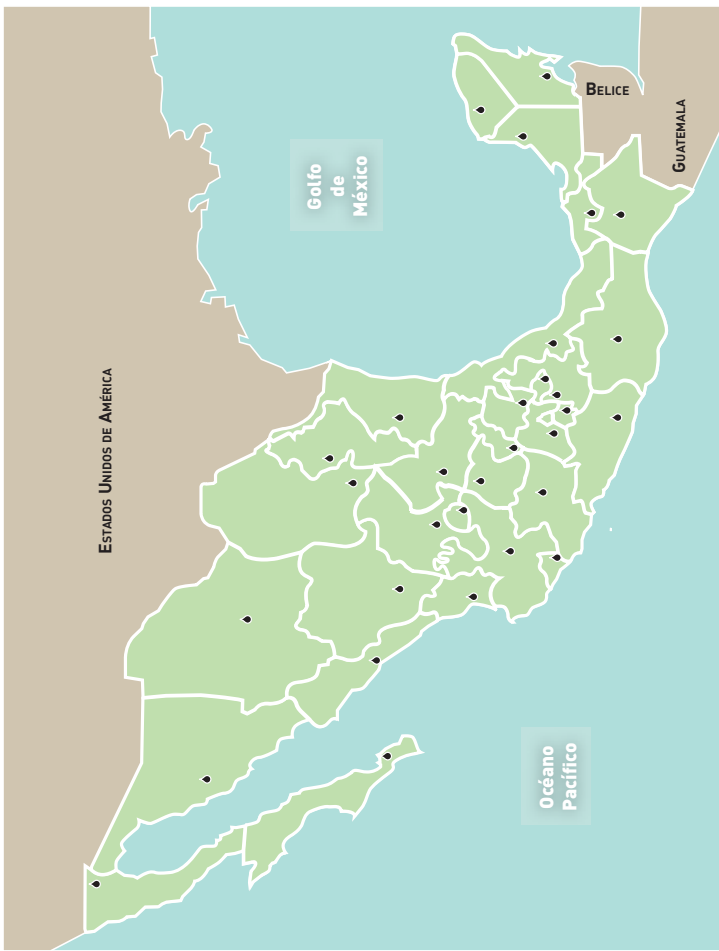 ESTADOS UNIDOS DE AMÉRICA
Golfo
de
México
BELICE
GUATEMALA
Océano
Pacífico